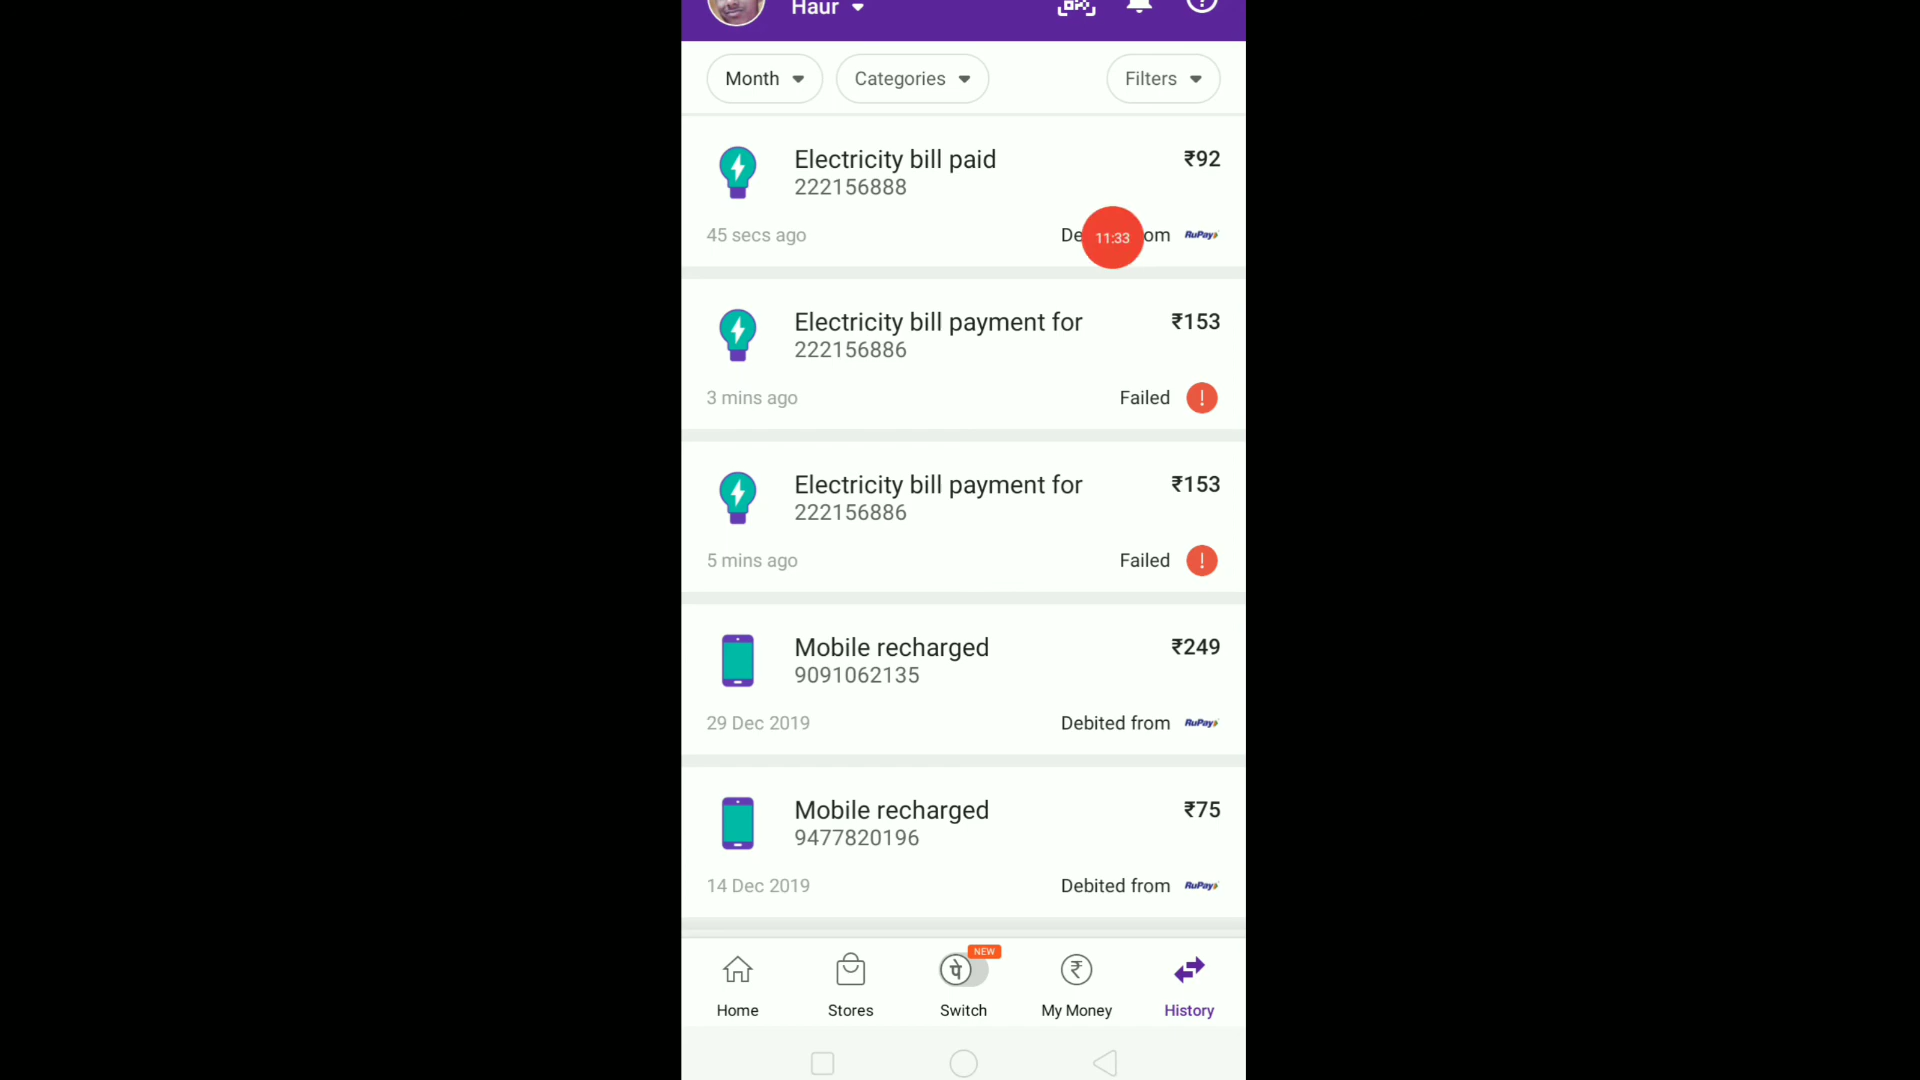 Haur
Month Categories Filters
Electricity bill paid ₹92
222156888
45 secs ago De 11:33 om RuPay
Electricity bill payment for ₹153
222156886
3 mins ago Failed !
Electricity bill payment for ₹153
222156886
5 mins ago Failed !
Mobile recharged ₹249
9091062135
29 Dec 2019 Debited from RuPay
Mobile recharged ₹75
9477820196
14 Dec 2019 Debited from RuPay
NEW
पे ₹
Home Stores Switch My Money History